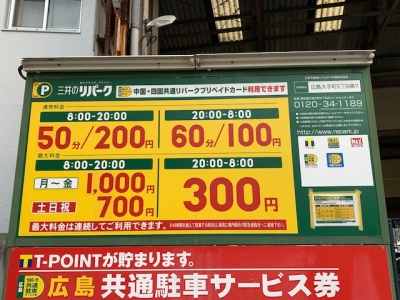 P 三井のリパーク
中国・四国共通リパークプリペイドカード利用できます
通常料金
8:00-20:00
50分/200円
20:00-8:00
60分/100円
最大料金
8:00-20:00
月～金 1,000円
土日祝 700円
20:00-8:00
300円
最大料金は連続してご利用できます。
0120-34-1189
http://www.repark.jp
T T-POINTが貯まります。
広島 共通駐車サービス券